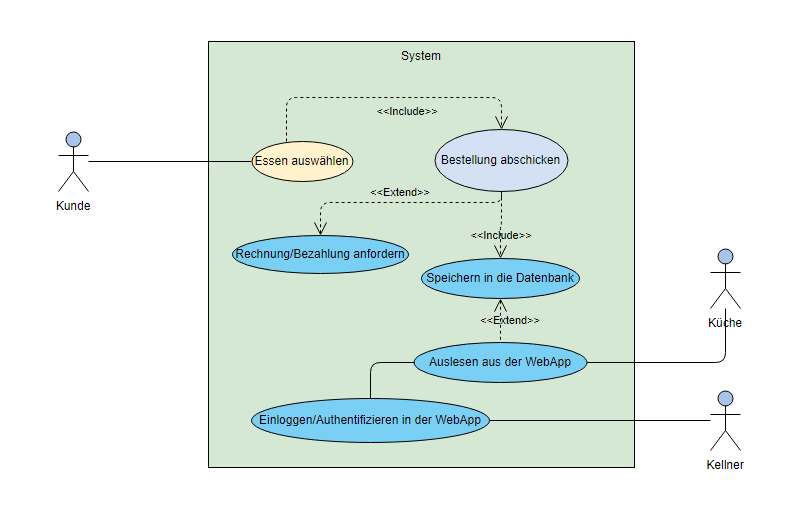 System
<<Include>>
Essen auswählen
Bestellung abschicken
Kunde
<<Extend>>
<<Include>>
Rechnung/Bezahlung anfordern
Speichern in die Datenbank
<<Extend>>
Küche
Auslesen aus der WebApp
Einloggen/Authentifizieren in der WebApp
Kellner